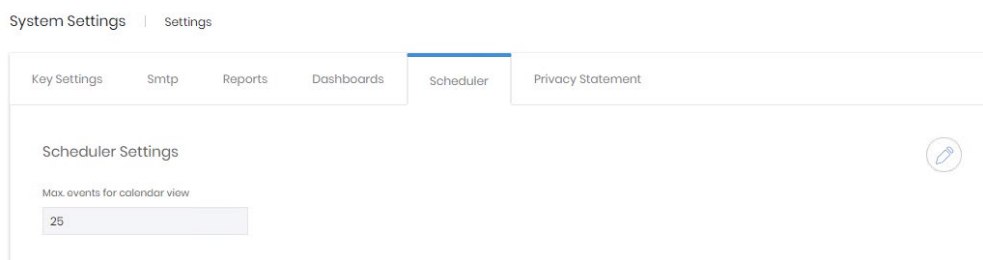 System Settings | Settings
Key Settings Smtp Reports Dashboards Scheduler Privacy Statement
Scheduler Settings
Max. events for calendar view
25